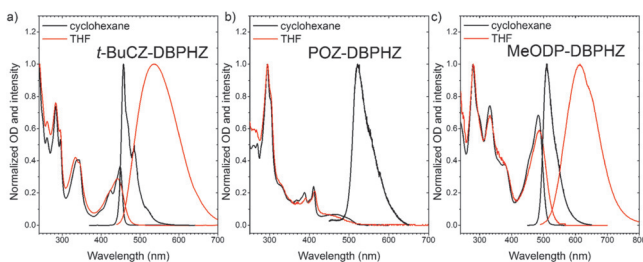 a)
cyclohexane
THF
t-BuCZ-DBPHZ
Normalized OD and intensity
1.0
0.8
0.6
0.4
0.2
0.0
300 400 500 600 700
Wavelength (nm)
b)
cyclohexane
THF
POZ-DBPHZ
Normalized OD and intensity
1.0
0.8
0.6
0.4
0.2
0.0
300 400 500 600 700
Wavelength (nm)
c)
cyclohexane
THF
MeODP-DBPHZ
Normalized OD and intensity
1.0
0.8
0.6
0.4
0.2
0.0
300 400 500 600 700 800
Wavelength (nm)